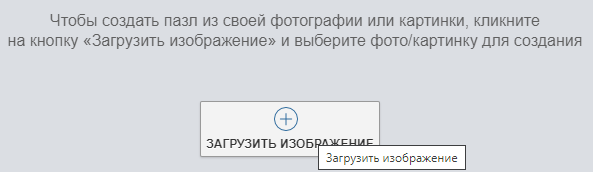 Чтобы создать пазл из своей фотографии или картинки, кликните
на кнопку «Загрузить изображение» и выберите фото/картинку для создания
ЗАГРУЗИТЬ ИЗОБРАЖЕНИЕ
Загрузить изображение